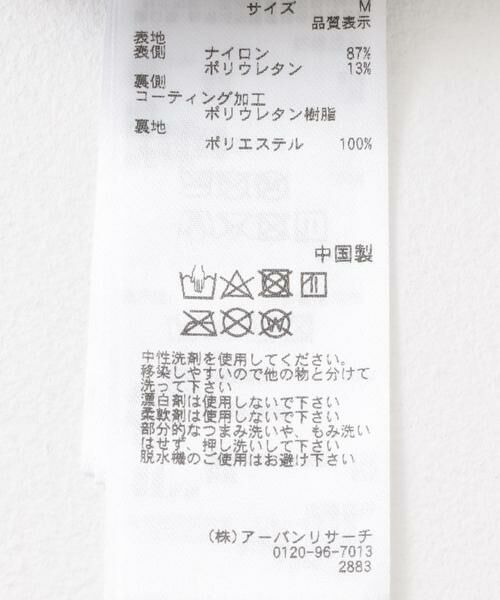 サイズ M
品質表示
表地
表側 ナイロン 87%
ポリウレタン 13%
裏側
コーティング加工
ポリウレタン樹脂
裏地
ポリエステル 100%
中国製
中性洗剤を使用してください。
移染しやすいので他の物と分けて
洗って下さい
漂白剤は使用しないで下さい
柔軟剤は使用しないで下さい
部分的なつまみ洗いや、もみ洗い
はせず、押し洗いして下さい
脱水機のご使用はお避け下さい
(株)アーバンリサーチ
0120-96-7013
2883